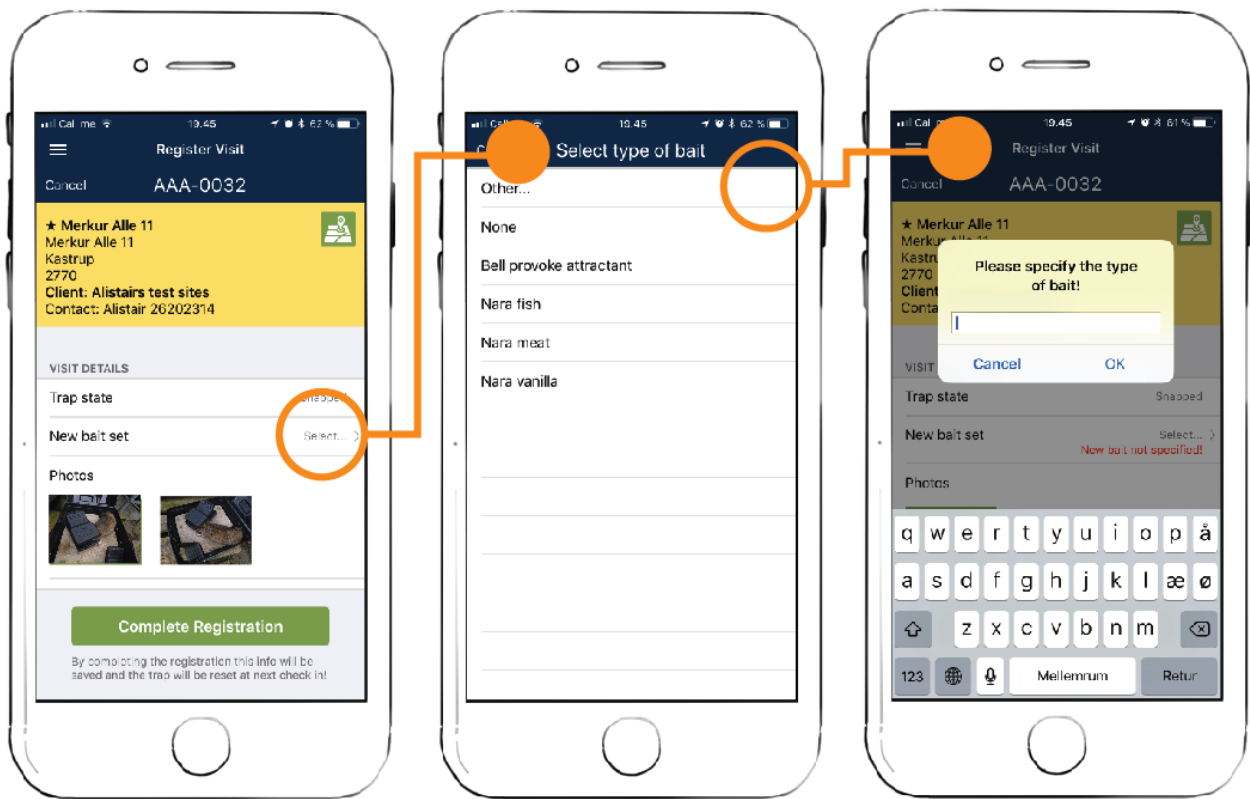 19.45
62 %
Register Visit
Cancel
AAA-0032
★ Merkur Alle 11
Merkur Alle 11
Kastrup
2770
Client: Alistairs test sites
Contact: Alistair 26202314
VISIT DETAILS
Trap state
Snapped
New bait set
Select...
Photos
Complete Registration
By completing the registration this info will be
saved and the trap will be reset at next check in!
19.45
62 %
Select type of bait
Other...
None
Bell provoke attractant
Nara fish
Nara meat
Nara vanilla
19.45
61 %
Register Visit
Cancel
AAA-0032
★ Merkur Alle 11
2770
Client
Please specify the type
of bait!
Cancel
OK
VISIT
Trap state
Snapped
New bait set
Select...
New bait not specified!
Photos
q w e r t y u i o p å
a s d f g h j k l æ ø
z x c v b n m
123
Mellemrum
Retur